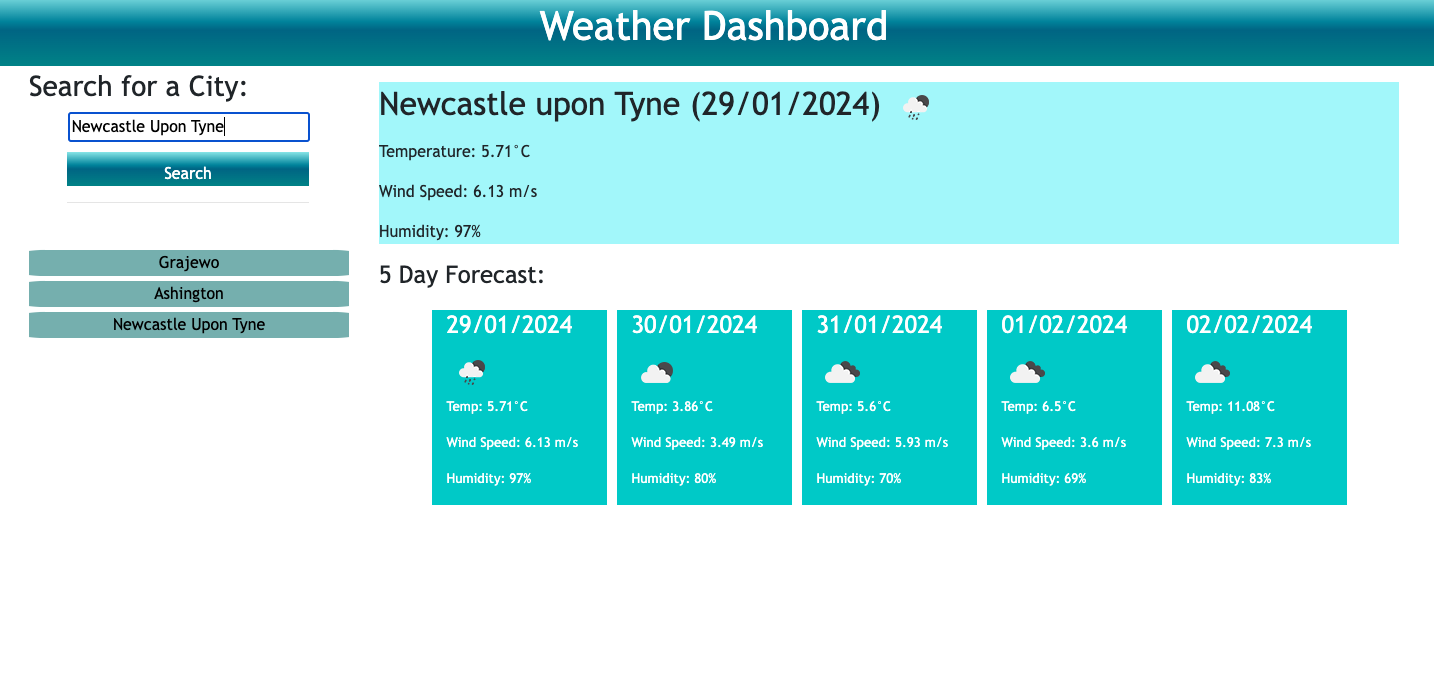 Weather Dashboard
Search for a City:
Newcastle Upon Tyne
Search
Grajewo
Ashington
Newcastle Upon Tyne
Newcastle upon Tyne (29/01/2024)
Temperature: 5.71°C
Wind Speed: 6.13 m/s
Humidity: 97%
5 Day Forecast:
29/01/2024
Temp: 5.71°C
Wind Speed: 6.13 m/s
Humidity: 97%
30/01/2024
Temp: 3.86°C
Wind Speed: 3.49 m/s
Humidity: 80%
31/01/2024
Temp: 5.6°C
Wind Speed: 5.93 m/s
Humidity: 70%
01/02/2024
Temp: 6.5°C
Wind Speed: 3.6 m/s
Humidity: 69%
02/02/2024
Temp: 11.08°C
Wind Speed: 7.3 m/s
Humidity: 83%